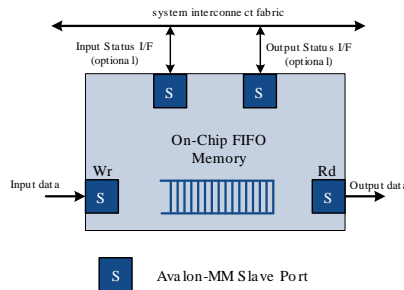 system interconnect fabric
Input Status I/F
(optional)
Output Status I/F
(optional)
S
S
On-Chip FIFO
Memory
Wr
Rd
Input data
S
S
Output data
S
Avalon-MM Slave Port